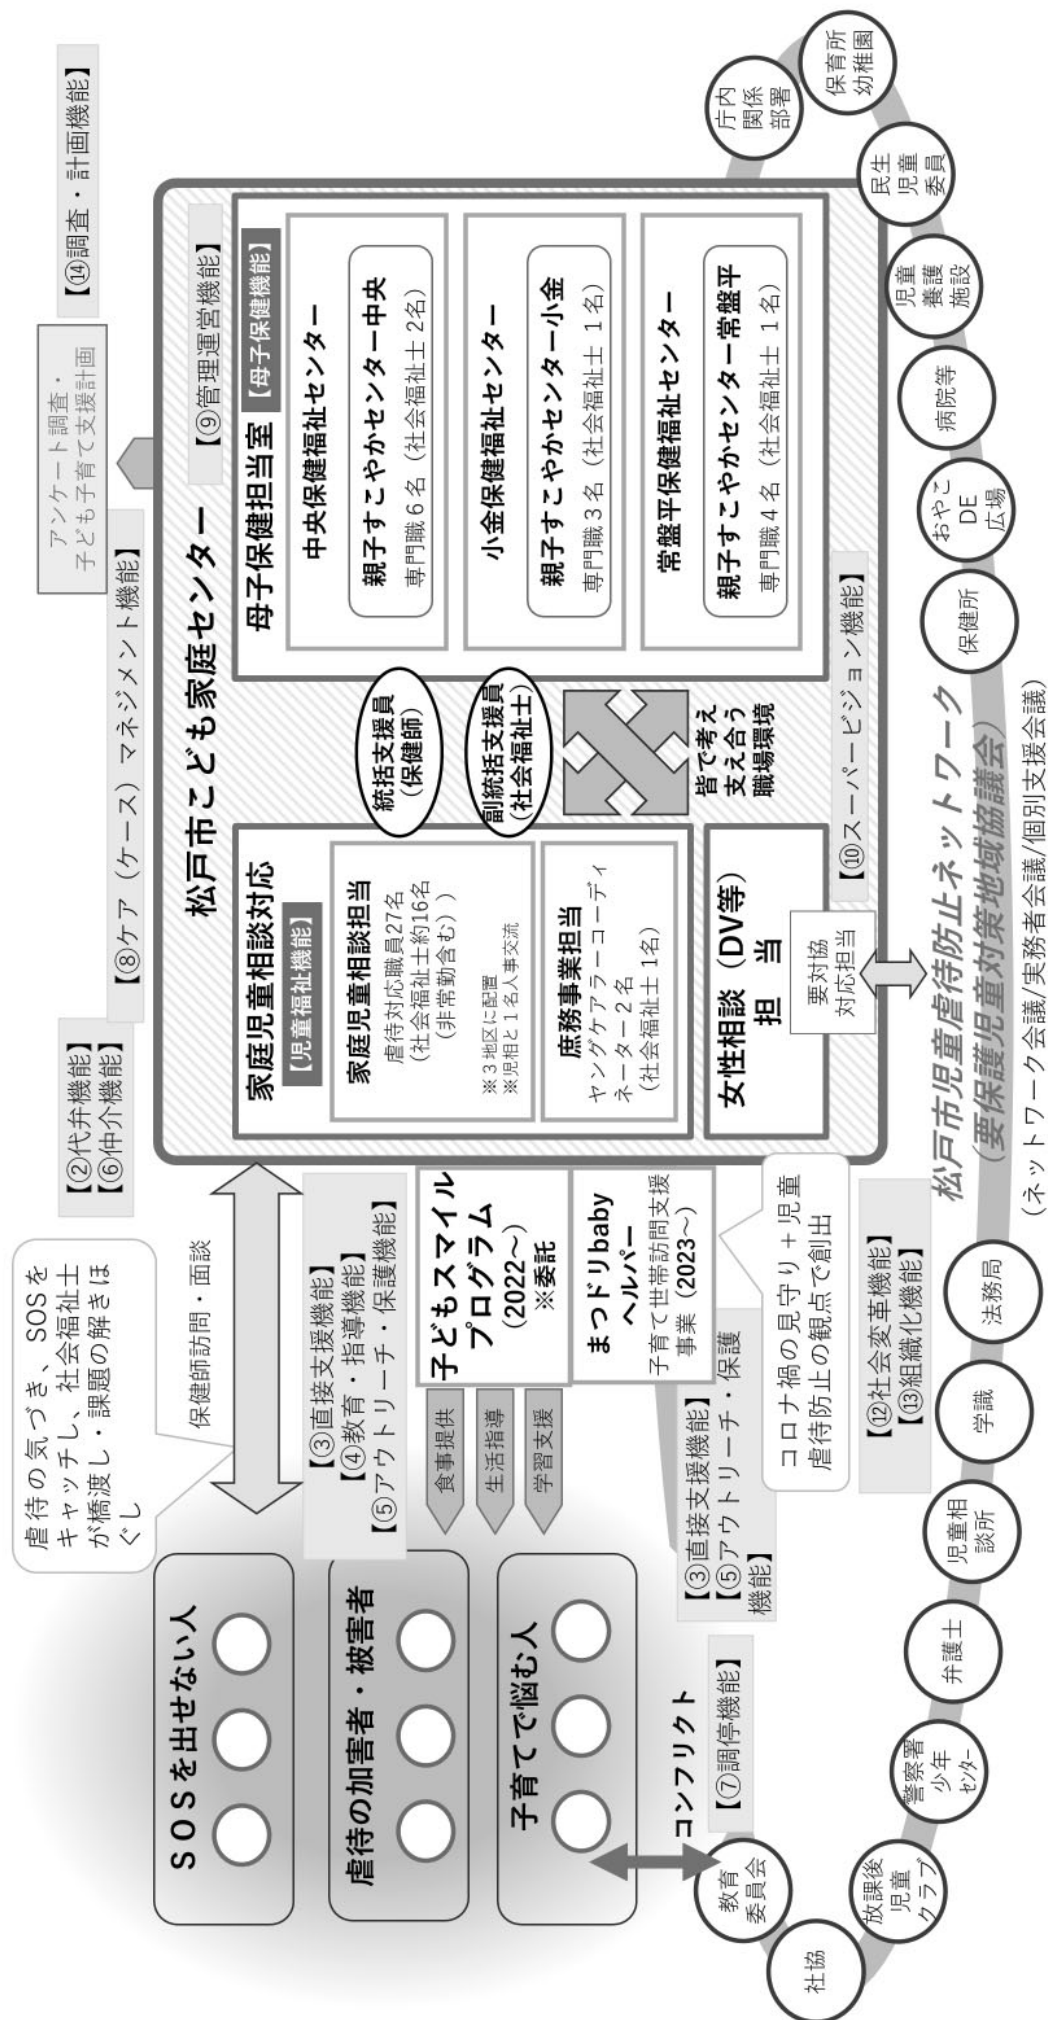 虐待の気づき、SOSを
キャッチし、社会福祉士
が橋渡し・課題の解きほ
ぐし
【②代弁機能】
【⑥仲介機能】
【⑧ケア（ケース）マネジメント機能】
アンケート調査・
子ども子育て支援計画
【⑭調査・計画機能】
SOSを出せない人
虐待の加害者・被害者
子育てで悩む人
コンフリクト
【⑦調停機能】
保健師訪問・面談
【③直接支援機能】
【④教育・指導機能】
【⑤アウトリーチ・保護機能】
食事提供
生活指導
学習支援
子どもスマイル
プログラム
（2022～）
※委託
まつドリbaby
ヘルパー
子育て世帯訪問支援
事業（2023～）
【③直接支援機能】
【⑤アウトリーチ・保護
機能】
コロナ禍の見守り＋児童
虐待防止の観点で創出
松戸市こども家庭センター
【⑨管理運営機能】
家庭児童相談対応
【児童福祉機能】
家庭児童相談担当
虐待対応職員27名
（社会福祉士約16名
（非常勤含む））
※3地区に配置
※児相と1名人事交流
庶務事業担当
ヤングケアラーコーディ
ネーター2名
（社会福祉士1名）
女性相談（DV等）
担　当
要対協
対応担当
統括支援員
（保健師）
副統括支援員
（社会福祉士）
皆で考え
支え合う
職場環境
母子保健担当室
【母子保健機能】
中央保健福祉センター
親子すこやかセンター中央
専門職6名（社会福祉士 2名）
小金保健福祉センター
親子すこやかセンター小金
専門職3名（社会福祉士 1名）
常盤平保健福祉センター
親子すこやかセンター常盤平
専門職4名（社会福祉士 1名）
【⑩スーパービジョン機能】
【⑫社会変革機能】
【⑬組織化機能】
松戸市児童虐待防止ネットワーク
（要保護児童対策地域協議会）
（ネットワーク会議/実務者会議/個別支援会議）
教育
委員会
社協
放課後
児童
クラブ
警察署
少年
センター
弁護士
児童相
談所
学識
法務局
保健所
おやこ
DE
広場
病院等
児童
養護
施設
民生
児童
委員
保育所
幼稚園
庁内
関係
部署